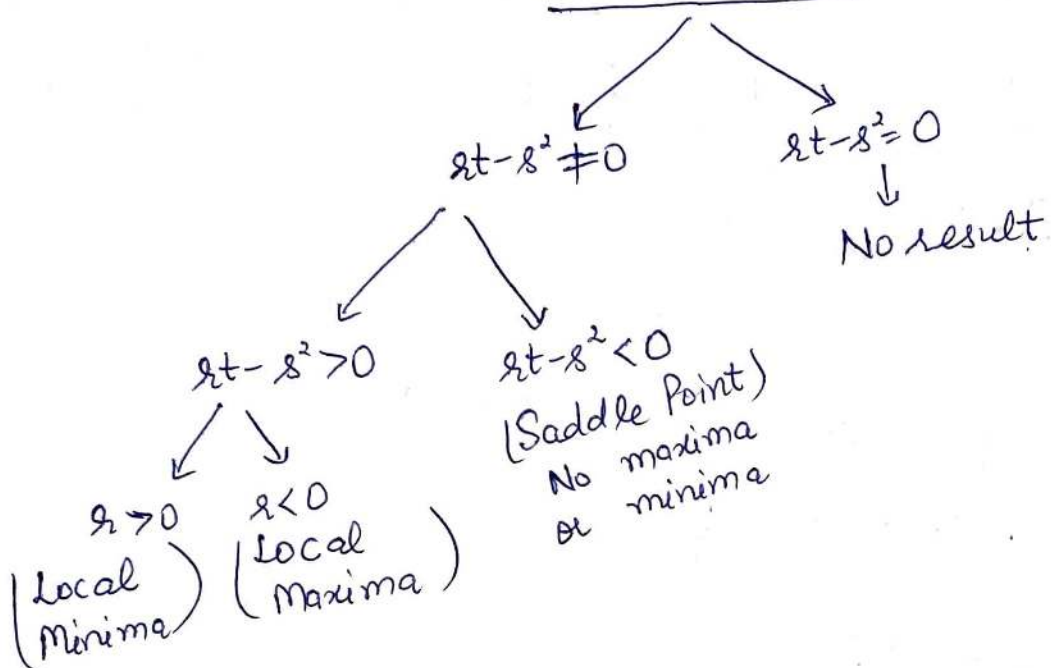 rt-s² ≠ 0
rt-s² = 0
No result
rt-s² > 0
rt-s² < 0
(Saddle Point)
No maxima
or minima
r > 0
r < 0
(Local
Minima)
(Local
Maxima)